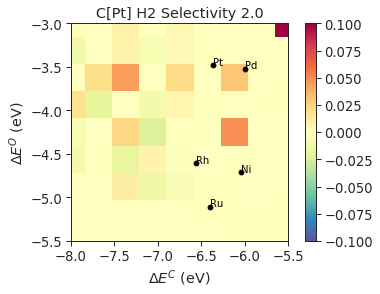 C[Pt] H2 Selectivity 2.0
−3.0
−3.5
−4.0
−4.5
−5.0
−5.5
ΔE^O (eV)
Pt
Pd
Rh
Ni
Ru
−8.0 −7.5 −7.0 −6.5 −6.0 −5.5
ΔE^C (eV)
0.100
0.075
0.050
0.025
0.000
−0.025
−0.050
−0.075
−0.100